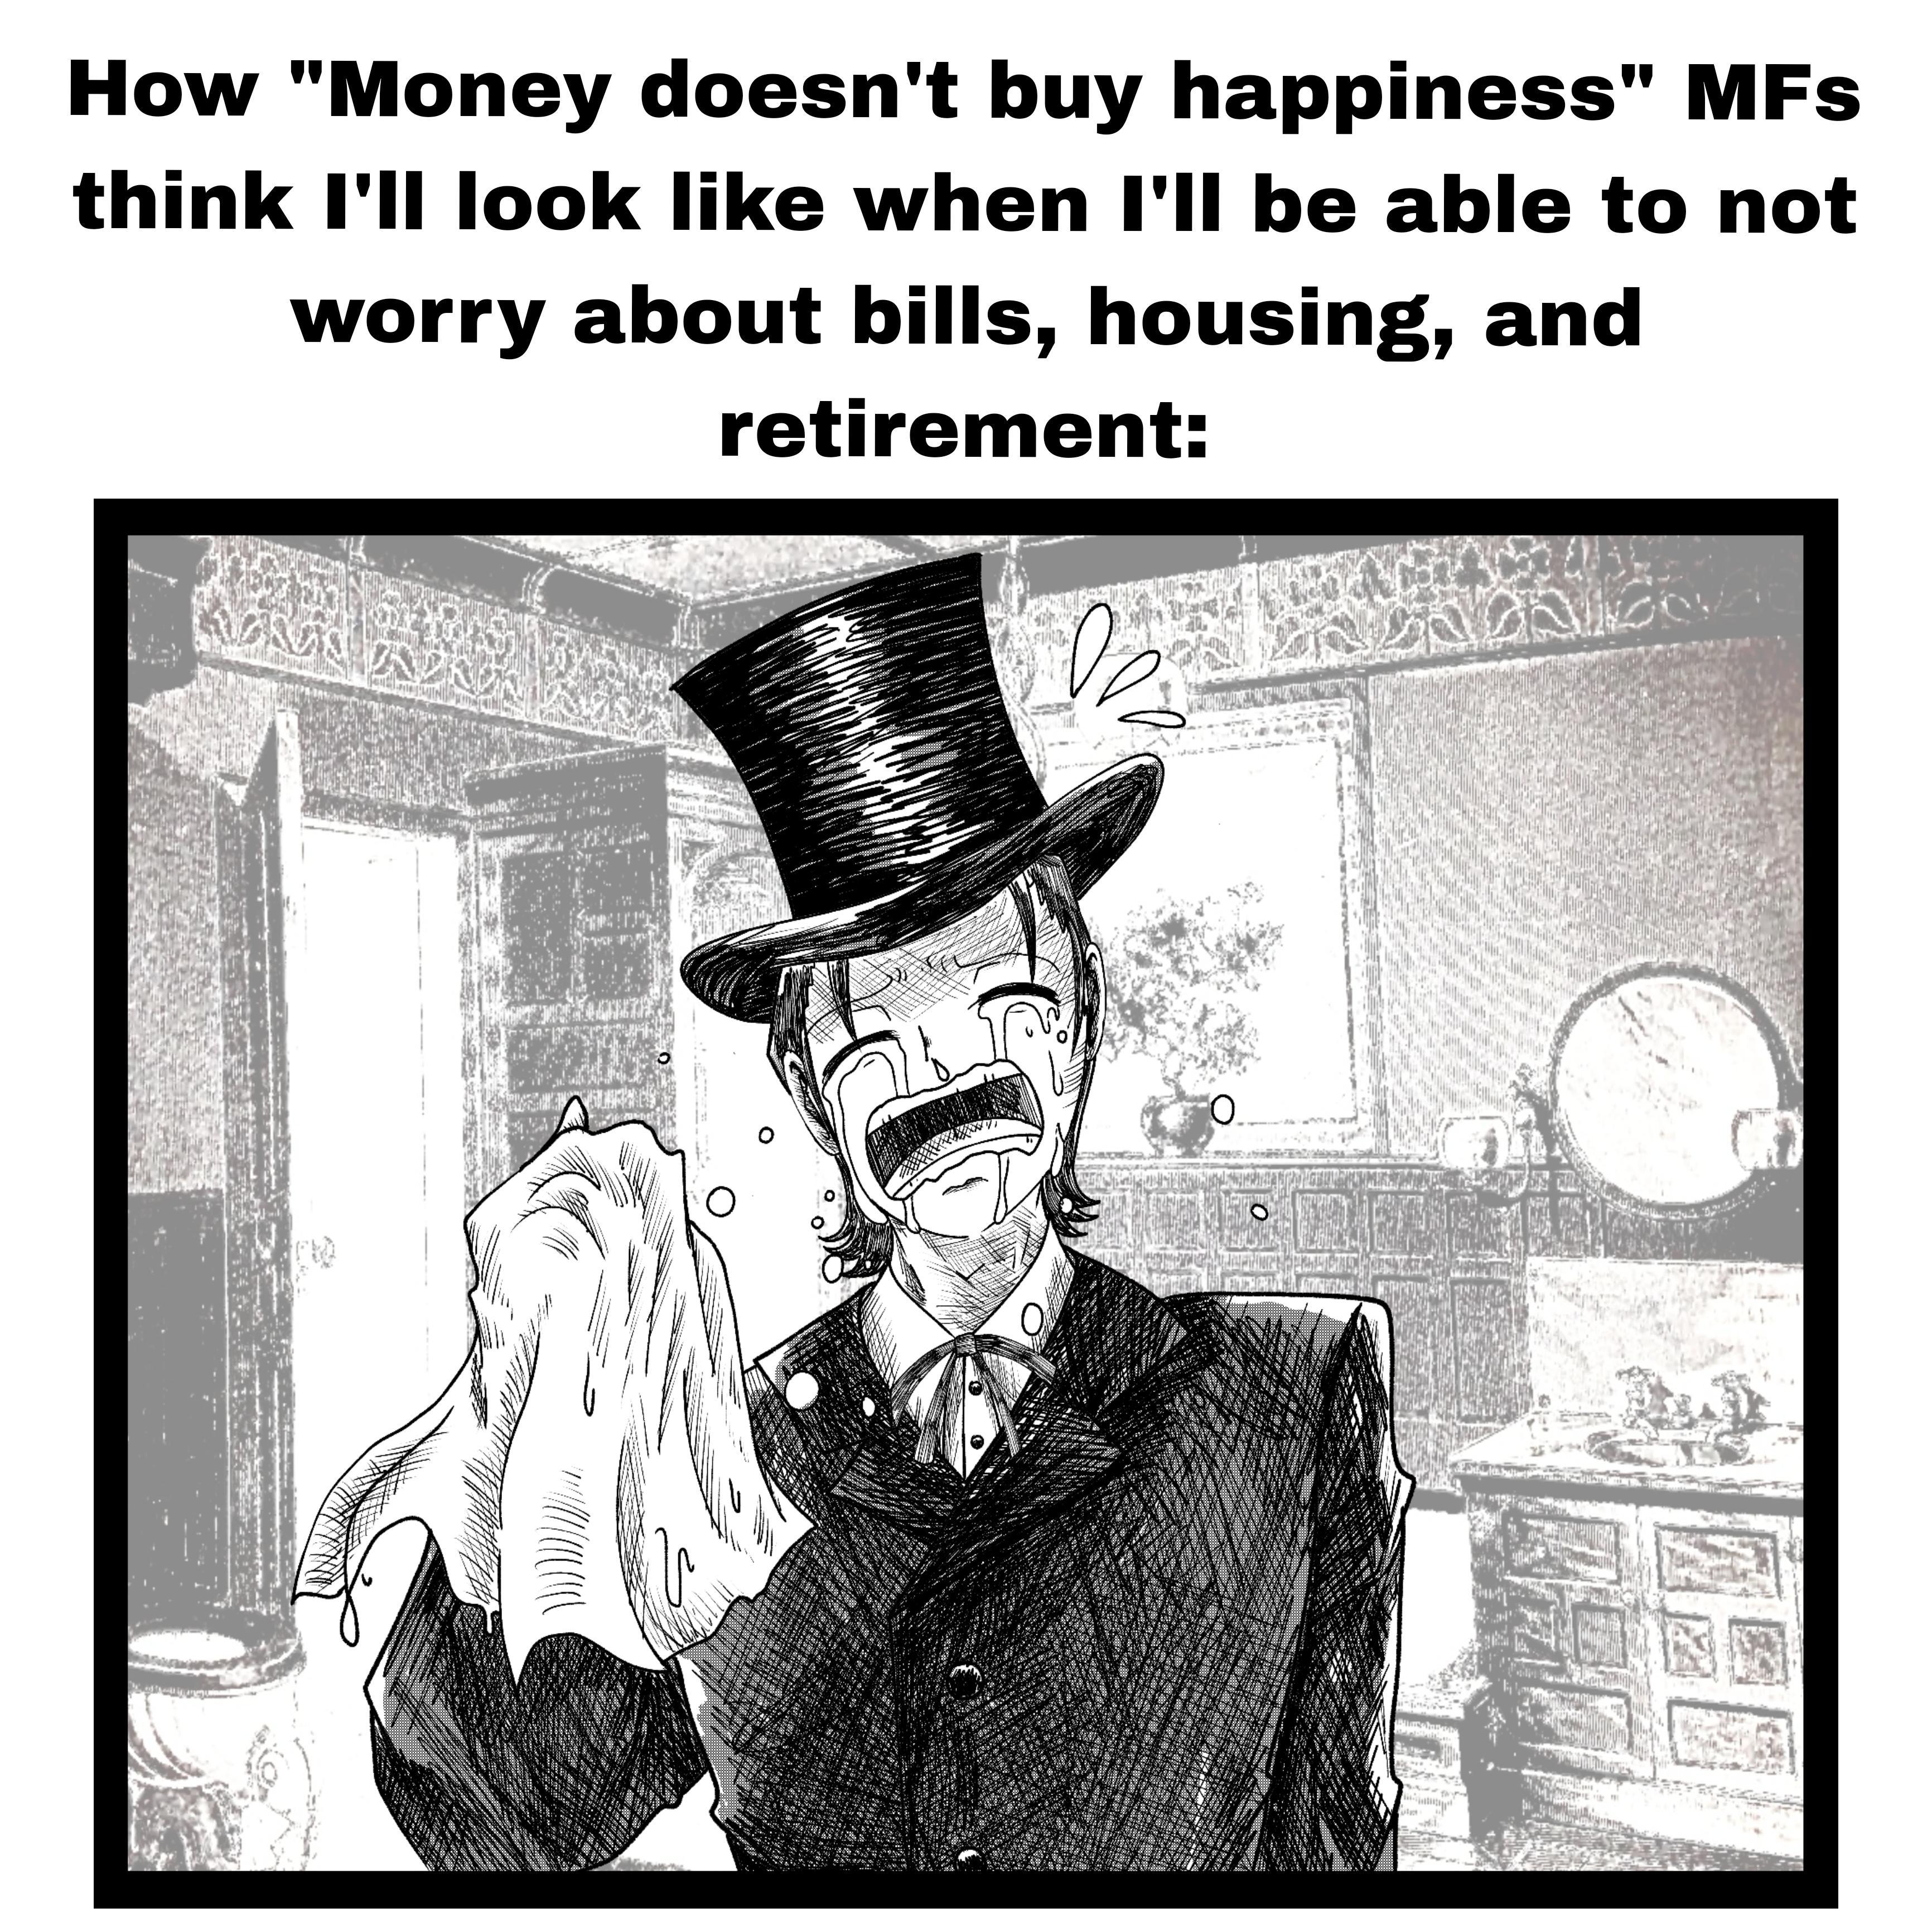 How "Money doesn't buy happiness" MFs
think I'll look like when I'll be able to not
worry about bills, housing, and
retirement: